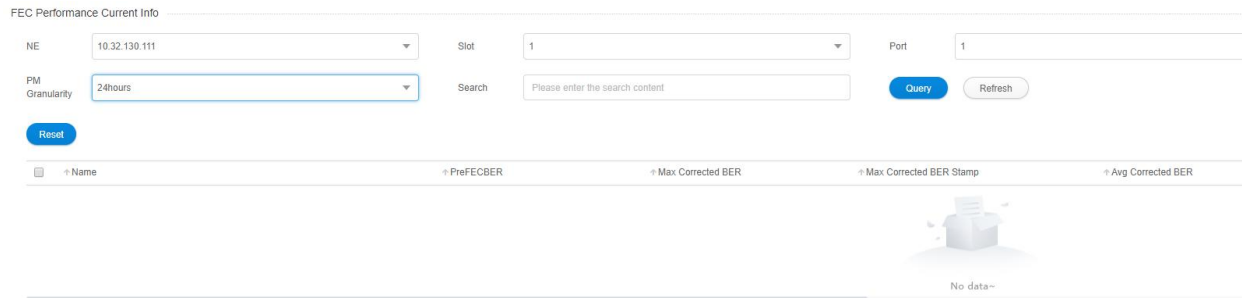 FEC Performance Current Info
NE 10.32.130.111 Slot 1 Port 1
PM Granularity 24hours Search Please enter the search content Query Refresh
Reset
Name PreFECBER Max Corrected BER Max Corrected BER Stamp Avg Corrected BER
No data~